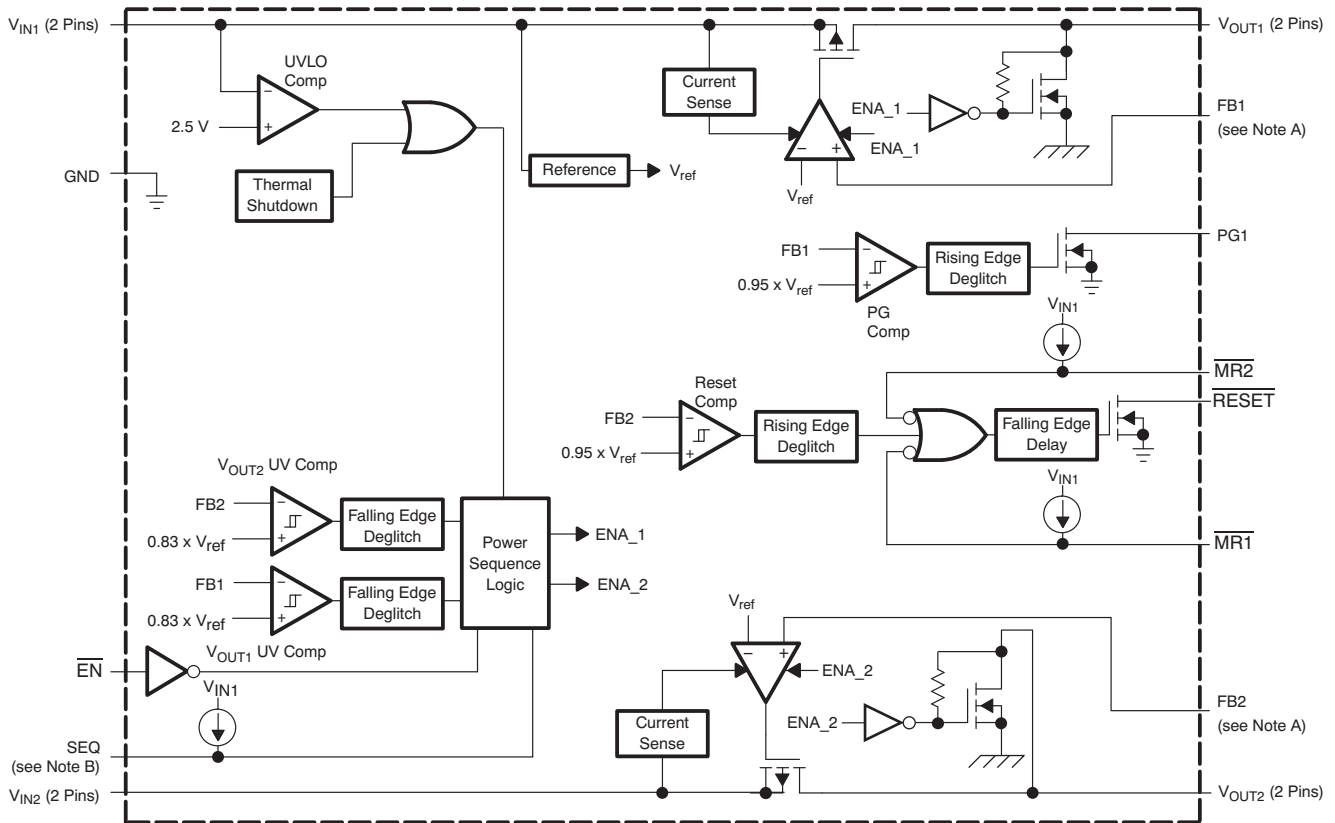 VIN1 (2 Pins)
VOUT1 (2 Pins)
UVLO
Comp
−
+
2.5 V
Current
Sense
ENA_1
ENA_1
−
+
Vref
FB1
(see Note A)
GND
Thermal
Shutdown
Reference
Vref
PG1
FB1
−
+
0.95 x Vref
Rising Edge
Deglitch
PG
Comp
VIN1
MR2
Reset
Comp
RESET
FB2
−
+
0.95 x Vref
Rising Edge
Deglitch
Falling Edge
Delay
VIN1
MR1
VOUT2 UV Comp
FB2
−
+
0.83 x Vref
Falling Edge
Deglitch
Power
Sequence
Logic
ENA_1
ENA_2
FB1
−
+
0.83 x Vref
Falling Edge
Deglitch
VOUT1 UV Comp
EN
VIN1
Vref
−
+
ENA_2
ENA_2
FB2
(see Note A)
Current
Sense
SEQ
(see Note B)
VIN2 (2 Pins)
VOUT2 (2 Pins)